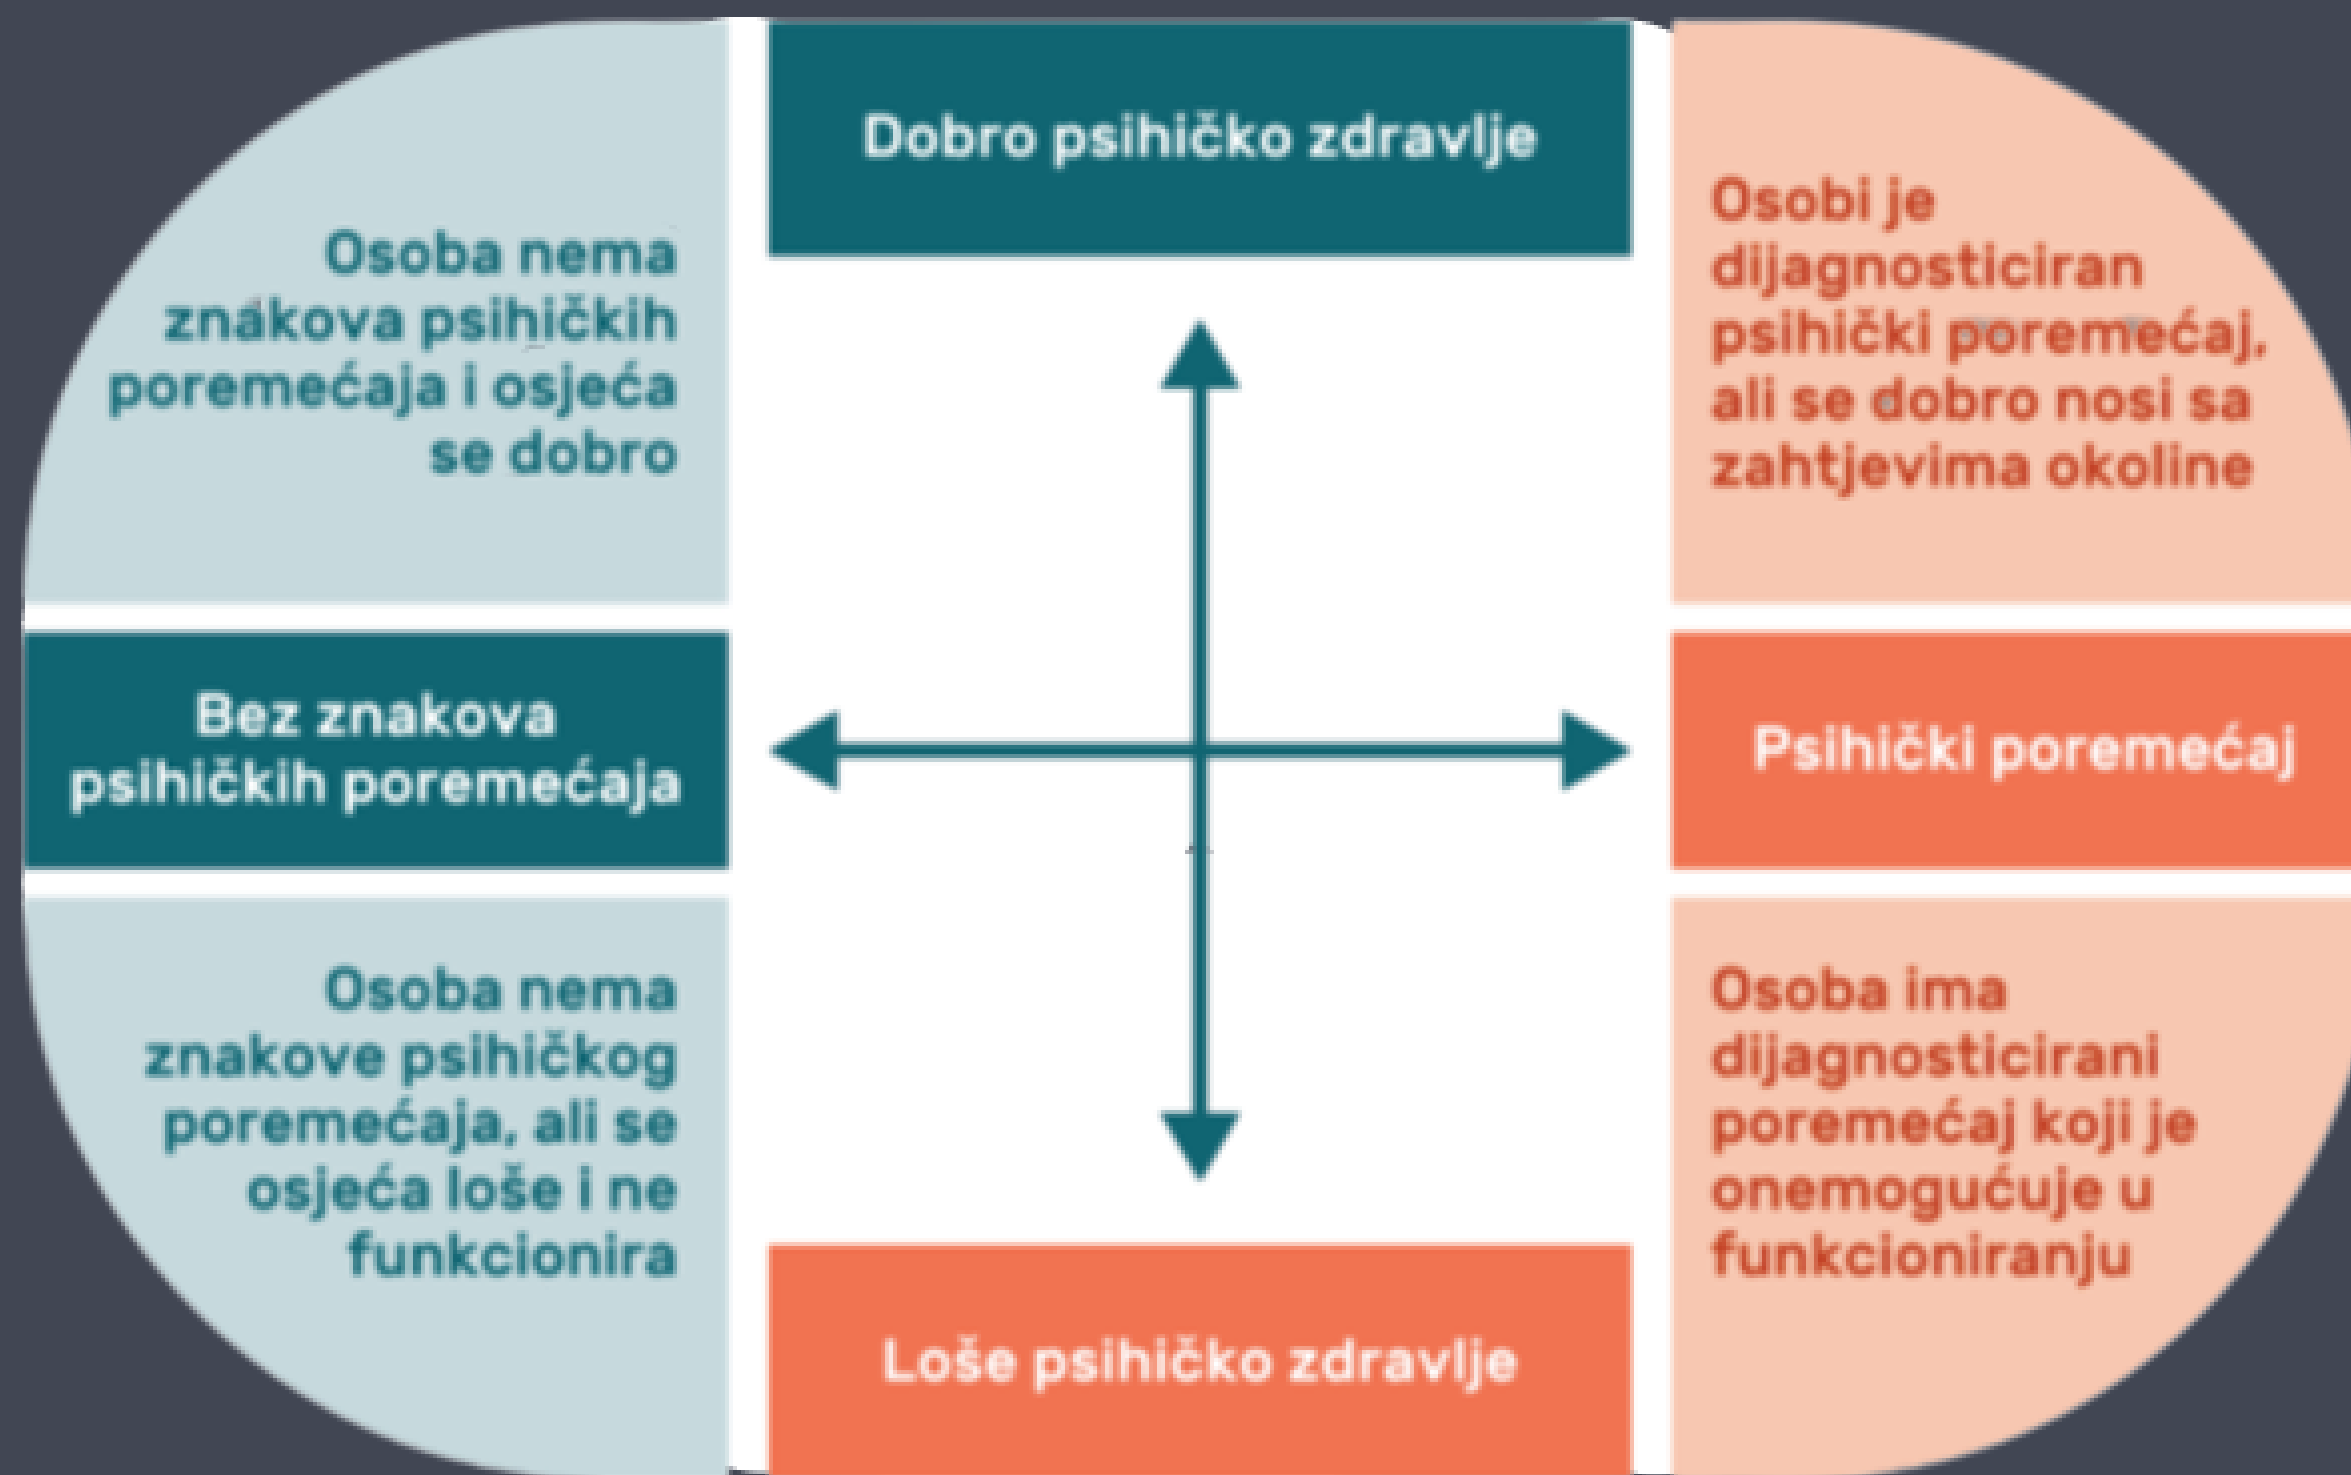 Dobro psihičko zdravlje
Osoba nema
znakova psihičkih
poremećaja i osjeća
se dobro
Osobi je
dijagnosticiran
psihički poremećaj,
ali se dobro nosi sa
zahtjevima okoline
Bez znakova
psihičkih poremećaja
Psihički poremećaj
Osoba nema
znakove psihičkog
poremećaja, ali se
osjeća loše i ne
funkcionira
Osoba ima
dijagnosticirani
poremećaj koji je
onemogućuje u
funkcioniranju
Loše psihičko zdravlje